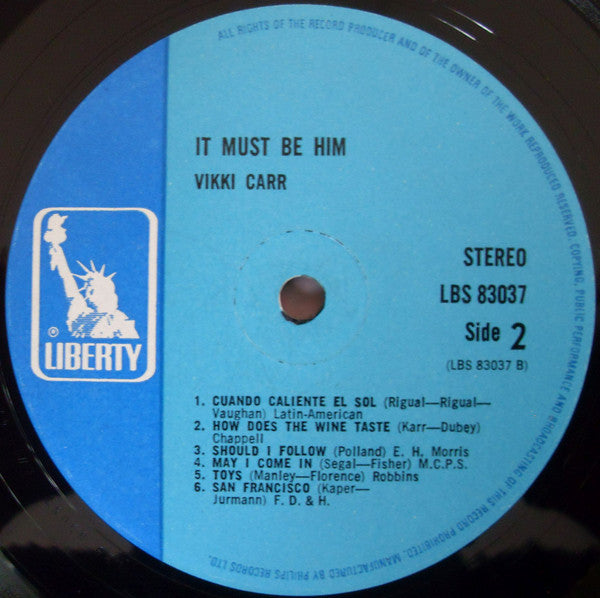 ALL RIGHTS OF THE RECORD PRODUCER AND OF THE OWNER OF THE WORK REPRODUCED RESERVED. COPYING, PUBLIC PERFORMANCE AND BROADCASTING OF THIS RECORD PROHIBITED. MANUFACTURED BY PHILIPS RECORDS LTD.
IT MUST BE HIM
VIKKI CARR
STEREO
LBS 83037
Side 2
(LBS 83037 B)
®
LIBERTY
1. CUANDO CALIENTE EL SOL (Rigual—Rigual—
Vaughan) Latin-American
2. HOW DOES THE WINE TASTE (Karr—Dubey)
Chappell
3. SHOULD I FOLLOW (Polland) E. H. Morris
4. MAY I COME IN (Segal—Fisher) M.C.P.S.
5. TOYS (Manley—Florence) Robbins
6. SAN FRANCISCO (Kaper—
Jurmann) F. D. & H.